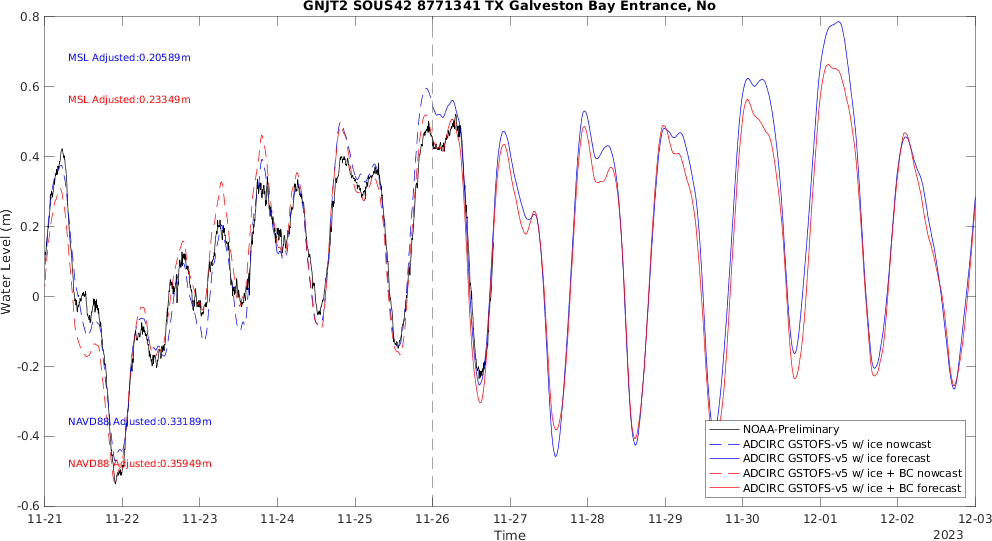 GNJT2 SOUS42 8771341 TX Galveston Bay Entrance, No
Water Level (m)
0.8
0.6
0.4
0.2
0
-0.2
-0.4
-0.6
MSL Adjusted:0.20589m
MSL Adjusted:0.23349m
NAVD88 Adjusted:0.33189m
NAVD88 Adjusted:0.35949m
NOAA-Preliminary
ADCIRC GSTOFS-v5 w/ ice nowcast
ADCIRC GSTOFS-v5 w/ ice forecast
ADCIRC GSTOFS-v5 w/ ice + BC nowcast
ADCIRC GSTOFS-v5 w/ ice + BC forecast
11-21 11-22 11-23 11-24 11-25 11-26 11-27 11-28 11-29 11-30 12-01 12-02 12-03
Time
2023